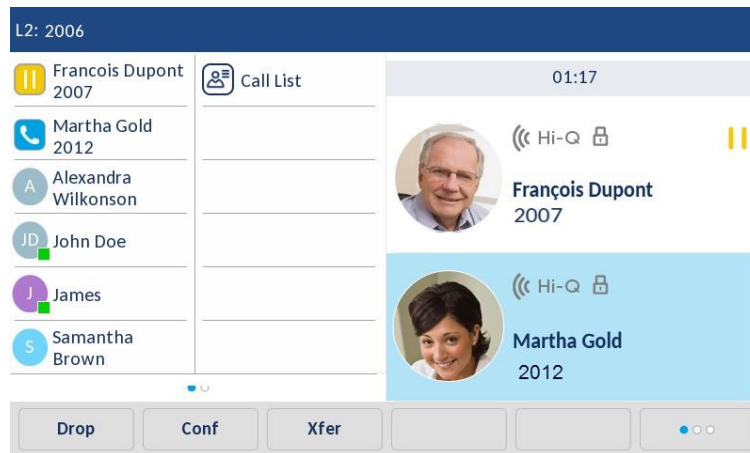 L2: 2006
Francois Dupont
2007
Martha Gold
2012
A
Alexandra
Wilkonson
JD
John Doe
J
James
S
Samantha
Brown
Call List
01:17
Hi-Q
François Dupont
2007
Hi-Q
Martha Gold
2012
Drop
Conf
Xfer